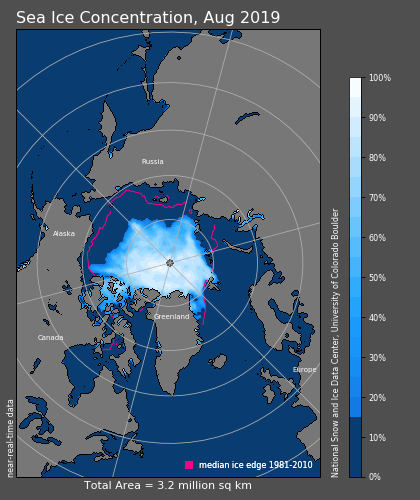 Sea Ice Concentration, Aug 2019
Russia
Alaska
Canada
Greenland
Europe
median ice edge 1981-2010
Total Area = 3.2 million sq km
near-real-time data
National Snow and Ice Data Center, University of Colorado Boulder
100%
90%
80%
70%
60%
50%
40%
30%
20%
10%
0%